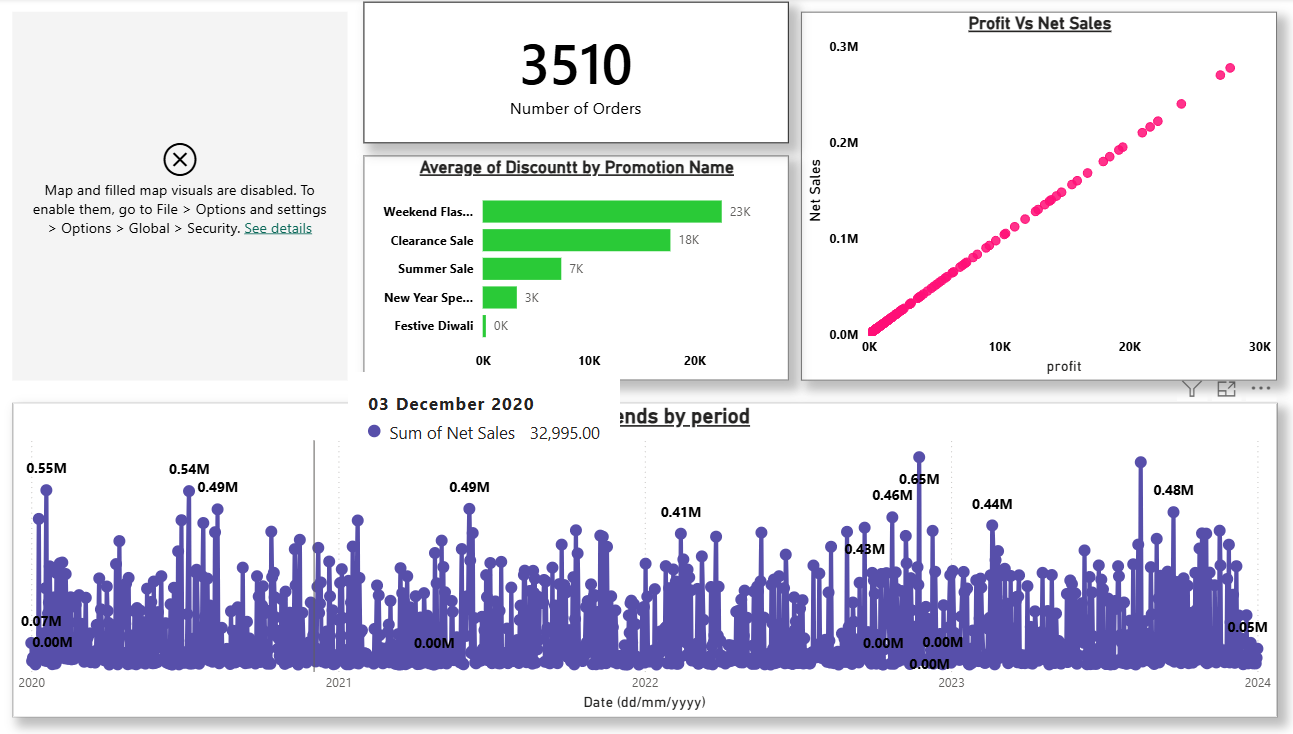 Map and filled map visuals are disabled. To
enable them, go to File > Options and settings
> Options > Global > Security. See details
3510
Number of Orders
Average of Discountt by Promotion Name
Weekend Flas... 23K
Clearance Sale 18K
Summer Sale 7K
New Year Spe... 3K
Festive Diwali 0K
0K 10K 20K
Profit Vs Net Sales
Net Sales
0.3M
0.2M
0.1M
0.0M
0K 10K 20K 30K
profit
03 December 2020
Sum of Net Sales 32,995.00
ends by period
0.55M
0.54M
0.49M
0.49M
0.41M
0.65M
0.46M
0.43M
0.44M
0.48M
0.07M
0.00M
0.00M
0.00M
0.00M
0.00M
0.05M
2020 2021 2022 2023 2024
Date (dd/mm/yyyy)